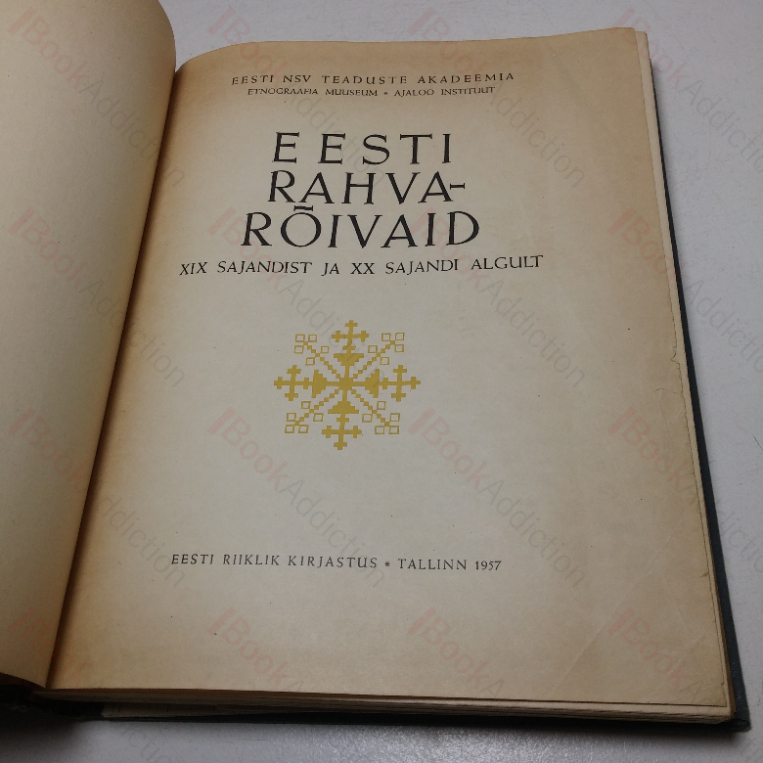 EESTI NSV TEADUSTE AKADEEMIA
ETNOGRAAFIA MUUSEUM • AJALOO INSTITUUT
EESTI
RAHVA-
RÕIVAID
XIX SAJANDIST JA XX SAJANDI ALGULT
EESTI RIIKLIK KIRJASTUS • TALLINN 1957
BookAddiction